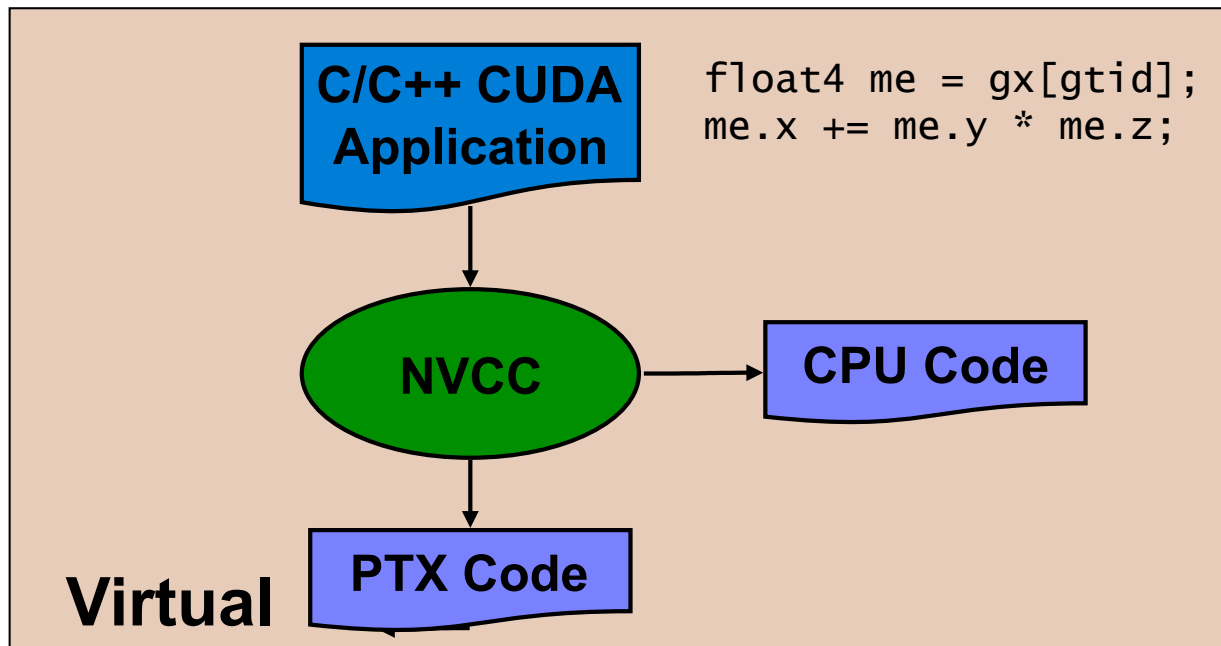 C/C++ CUDA
Application
float4 me = gx[gtid];
me.x += me.y * me.z;
NVCC
CPU Code
PTX Code
Virtual